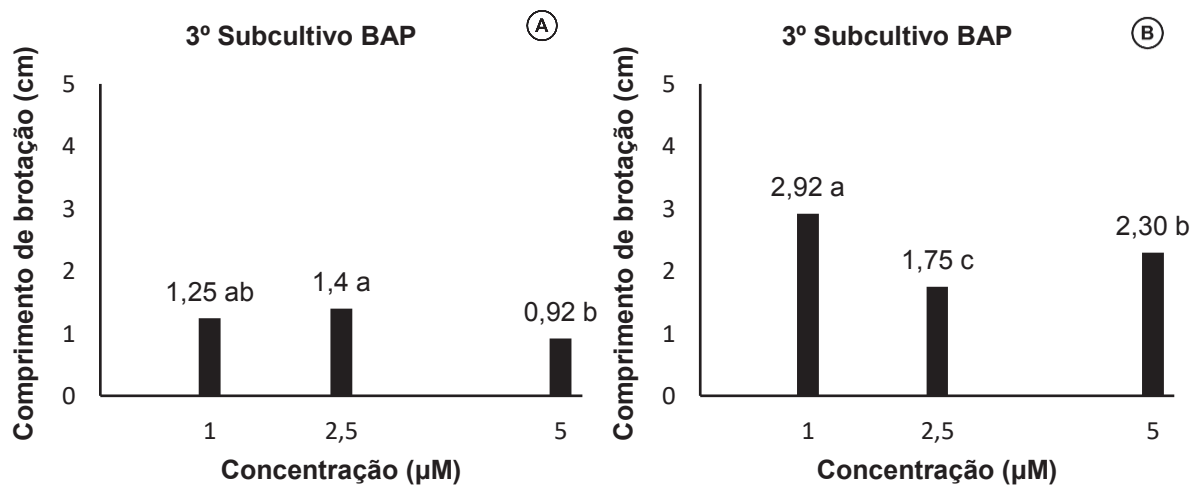 3º Subcultivo BAP
A
Comprimento de brotação (cm)
5
4
3
2
1
0
1,25 ab
1,4 a
0,92 b
1
2,5
5
Concentração (µM)
3º Subcultivo BAP
B
Comprimento de brotação (cm)
5
4
3
2
1
0
2,92 a
1,75 c
2,30 b
1
2,5
5
Concentração (µM)